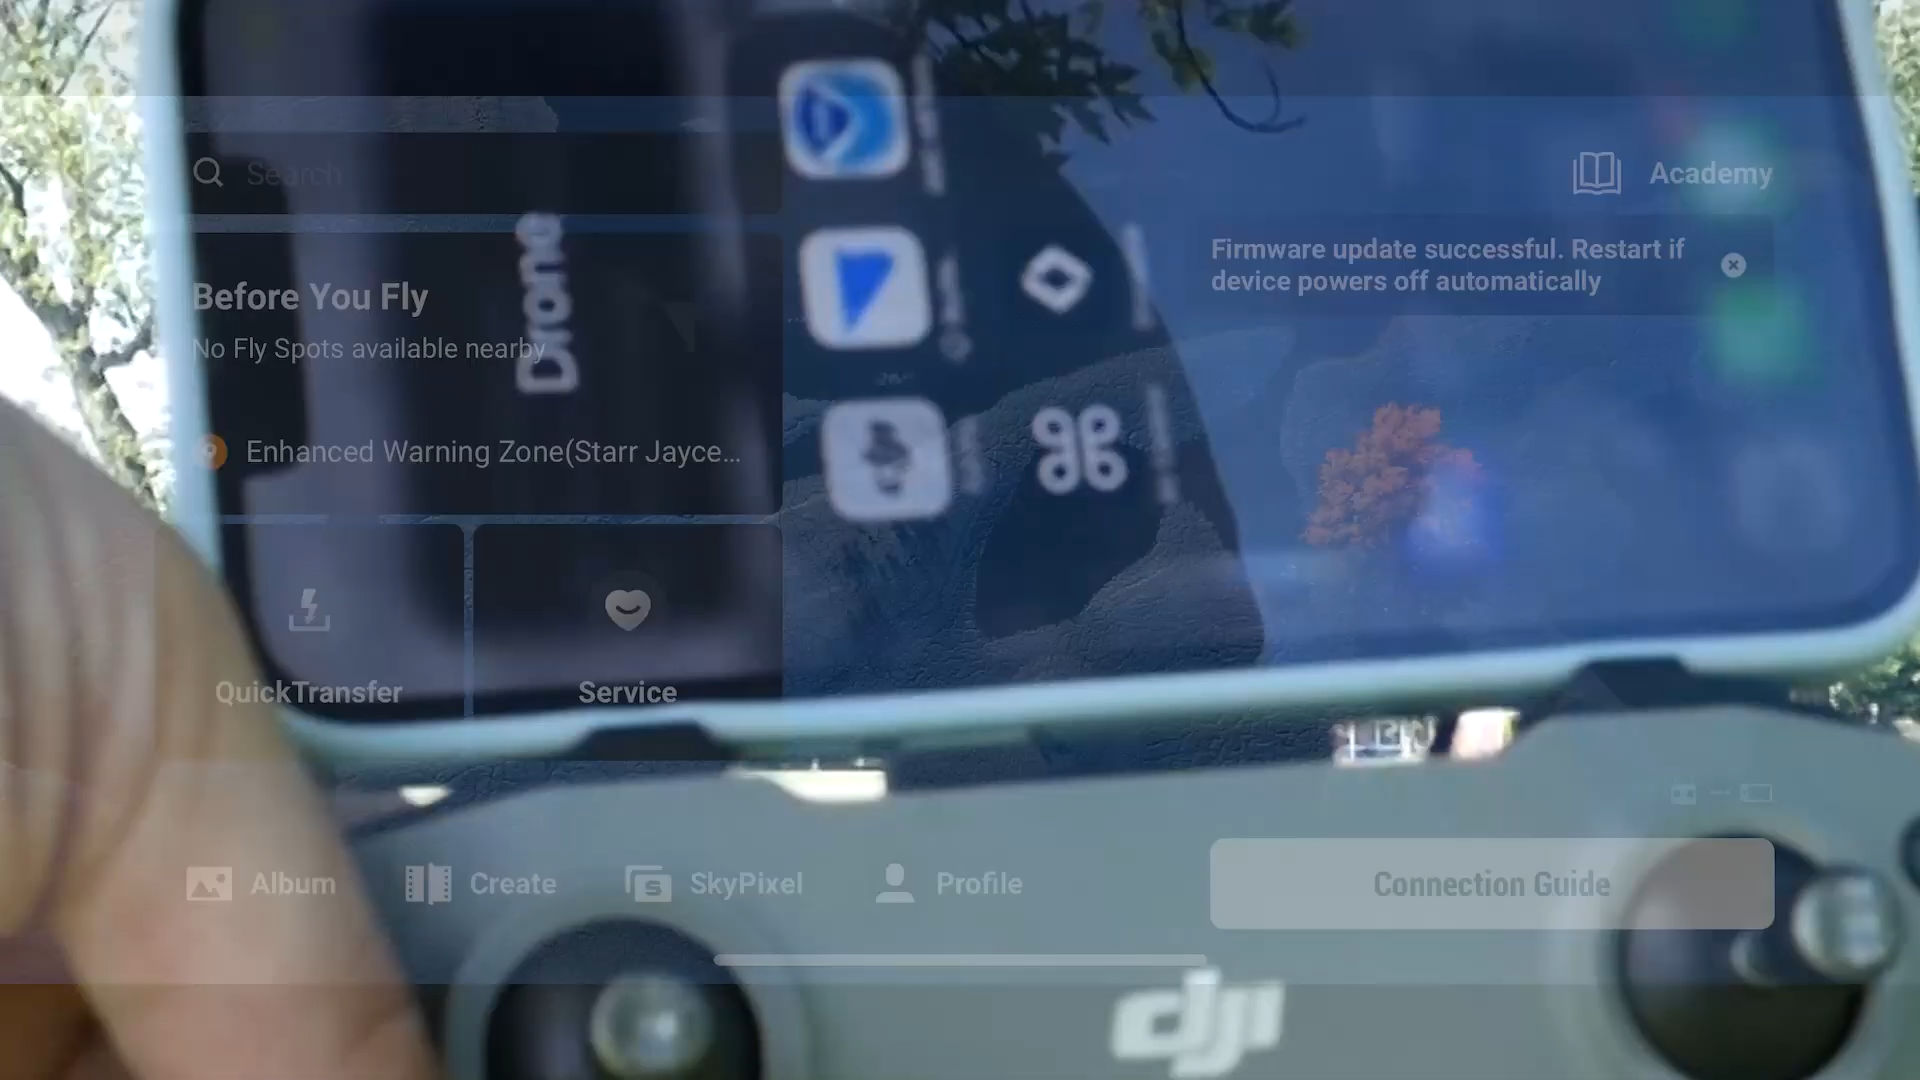 Search
Academy
Firmware update successful. Restart if
device powers off automatically
Before You Fly
No Fly Spots available nearby
Drone
Enhanced Warning Zone(Starr Jayce...
QuickTransfer
Service
Album
Create
SkyPixel
Profile
Connection Guide
dji